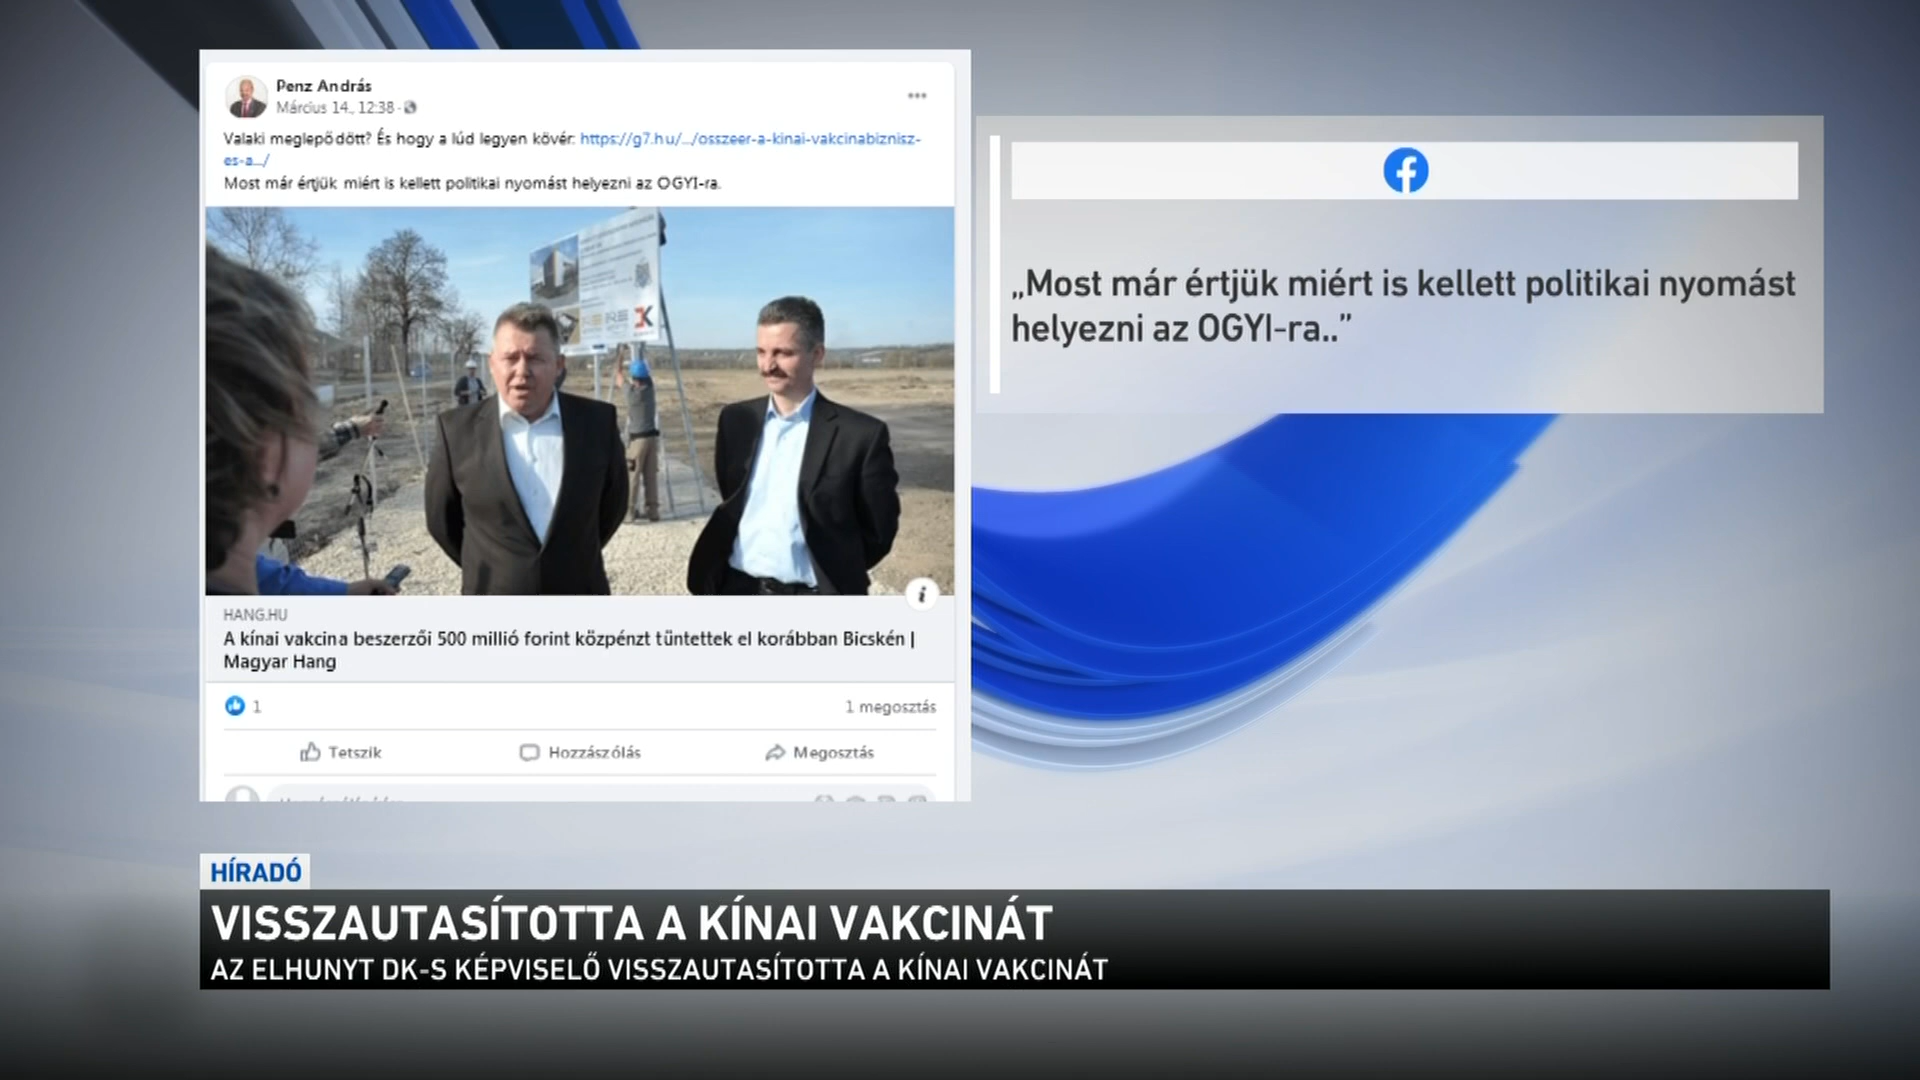 Penz András
Március 14., 12:38 ·
Valaki meglepődött? És hogy a lúd legyen kövér: https://g7.hu/.../osszeer-a-kinai-vakcinabiznisz-
es-a.../
Most már értjük miért is kellett politikai nyomást helyezni az OGYI-ra.
HANG.HU
A kínai vakcina beszerzői 500 millió forint közpénzt tüntettek el korábban Bicskén |
Magyar Hang
1
1 megosztás
Tetszik Hozzászólás Megosztás
„Most már értjük miért is kellett politikai nyomást
helyezni az OGYI-ra..”
HÍRADÓ
VISSZAUTASÍTOTTA A KÍNAI VAKCINÁT
AZ ELHUNYT DK-S KÉPVISELŐ VISSZAUTASÍTOTTA A KÍNAI VAKCINÁT